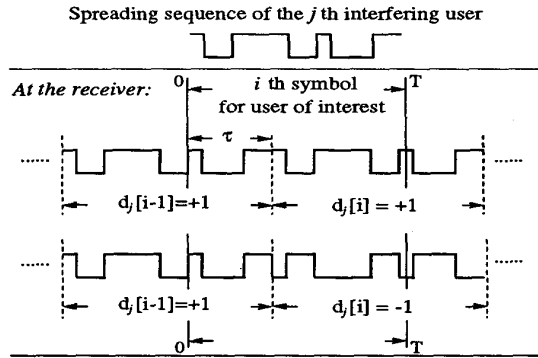 Spreading sequence of the j th interfering user
At the receiver:
0 i th symbol T
for user of interest
τ
....... .......
d_j[i-1]=+1 d_j[i] = +1
....... .......
d_j[i-1]=+1 d_j[i] = -1
0 T